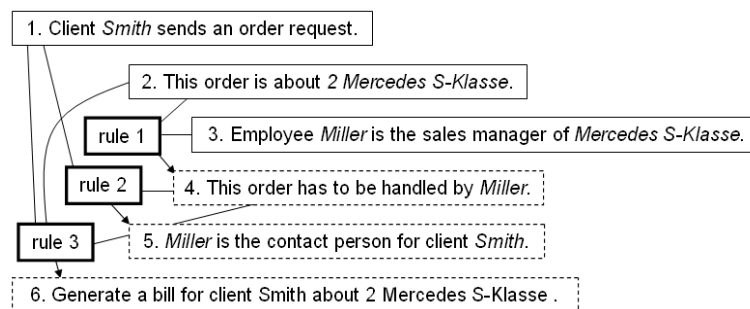 1. Client Smith sends an order request.
2. This order is about 2 Mercedes S-Klasse.
rule 1
3. Employee Miller is the sales manager of Mercedes S-Klasse.
rule 2
4. This order has to be handled by Miller.
rule 3
5. Miller is the contact person for client Smith.
6. Generate a bill for client Smith about 2 Mercedes S-Klasse .